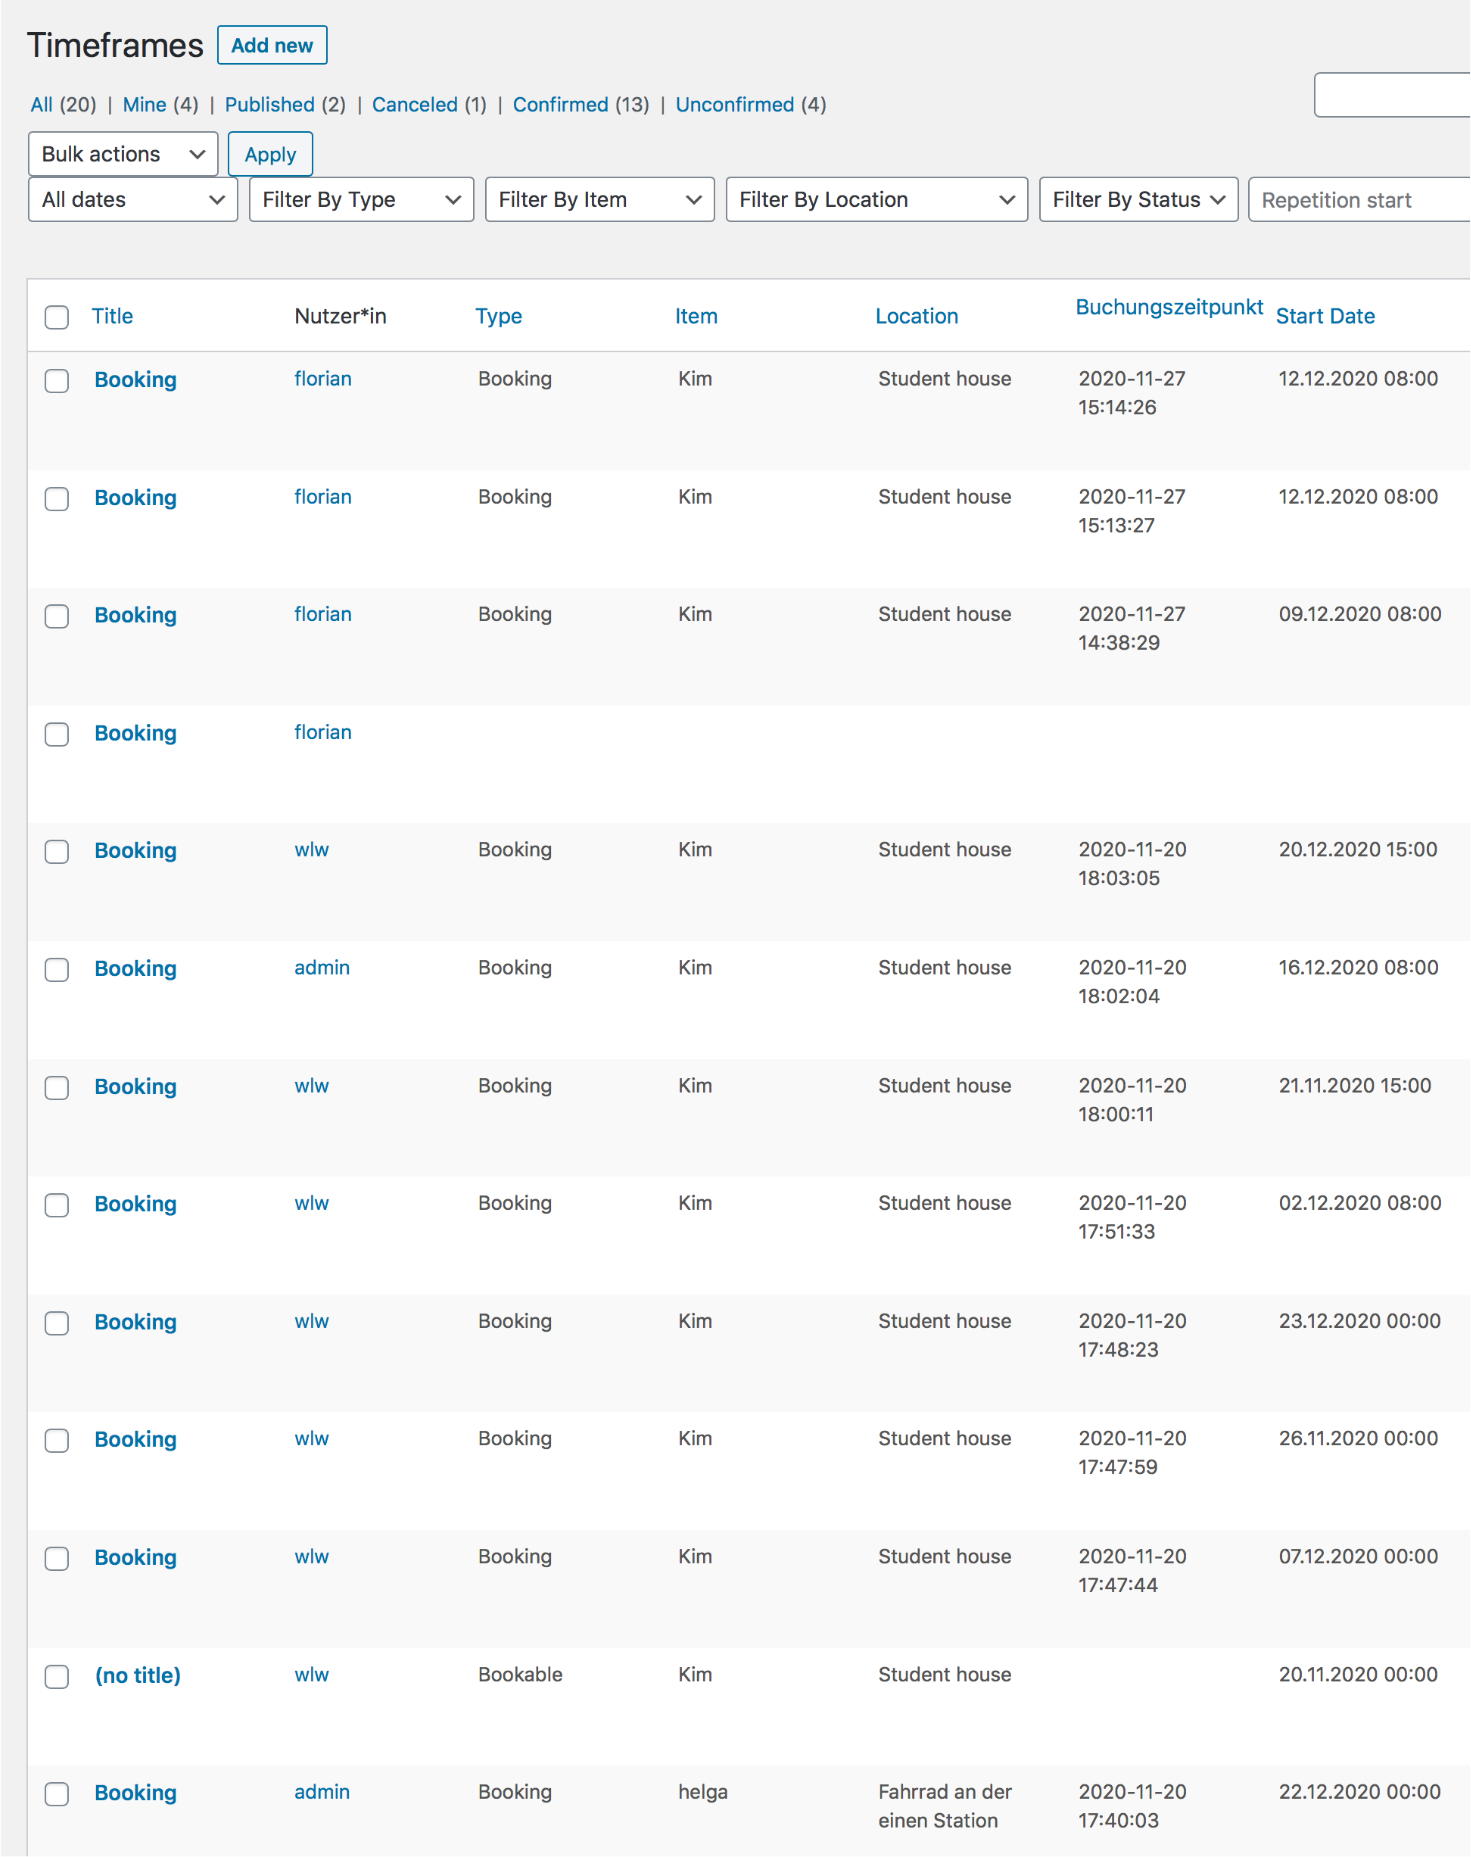 Timeframes Add new
All (20) | Mine (4) | Published (2) | Canceled (1) | Confirmed (13) | Unconfirmed (4)
Bulk actions Apply
All dates Filter By Type Filter By Item Filter By Location Filter By Status Repetition start
Title Nutzer*in Type Item Location Buchungszeitpunkt Start Date
Booking florian Booking Kim Student house 2020-11-27 12.12.2020 08:00
15:14:26
Booking florian Booking Kim Student house 2020-11-27 12.12.2020 08:00
15:13:27
Booking florian Booking Kim Student house 2020-11-27 09.12.2020 08:00
14:38:29
Booking florian
Booking wlw Booking Kim Student house 2020-11-20 20.12.2020 15:00
18:03:05
Booking admin Booking Kim Student house 2020-11-20 16.12.2020 08:00
18:02:04
Booking wlw Booking Kim Student house 2020-11-20 21.11.2020 15:00
18:00:11
Booking wlw Booking Kim Student house 2020-11-20 02.12.2020 08:00
17:51:33
Booking wlw Booking Kim Student house 2020-11-20 23.12.2020 00:00
17:48:23
Booking wlw Booking Kim Student house 2020-11-20 26.11.2020 00:00
17:47:59
Booking wlw Booking Kim Student house 2020-11-20 07.12.2020 00:00
17:47:44
(no title) wlw Bookable Kim Student house 20.11.2020 00:00
Booking admin Booking helga Fahrrad an der 2020-11-20 22.12.2020 00:00
einen Station 17:40:03